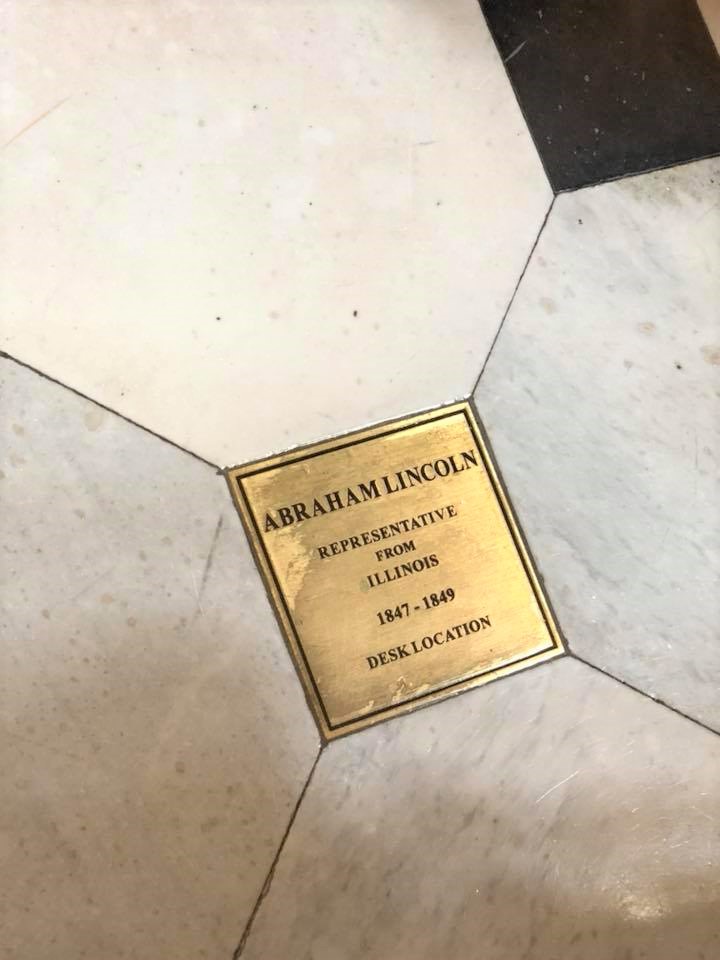 ABRAHAM LINCOLN
REPRESENTATIVE
FROM
ILLINOIS
1847 - 1849
DESK LOCATION